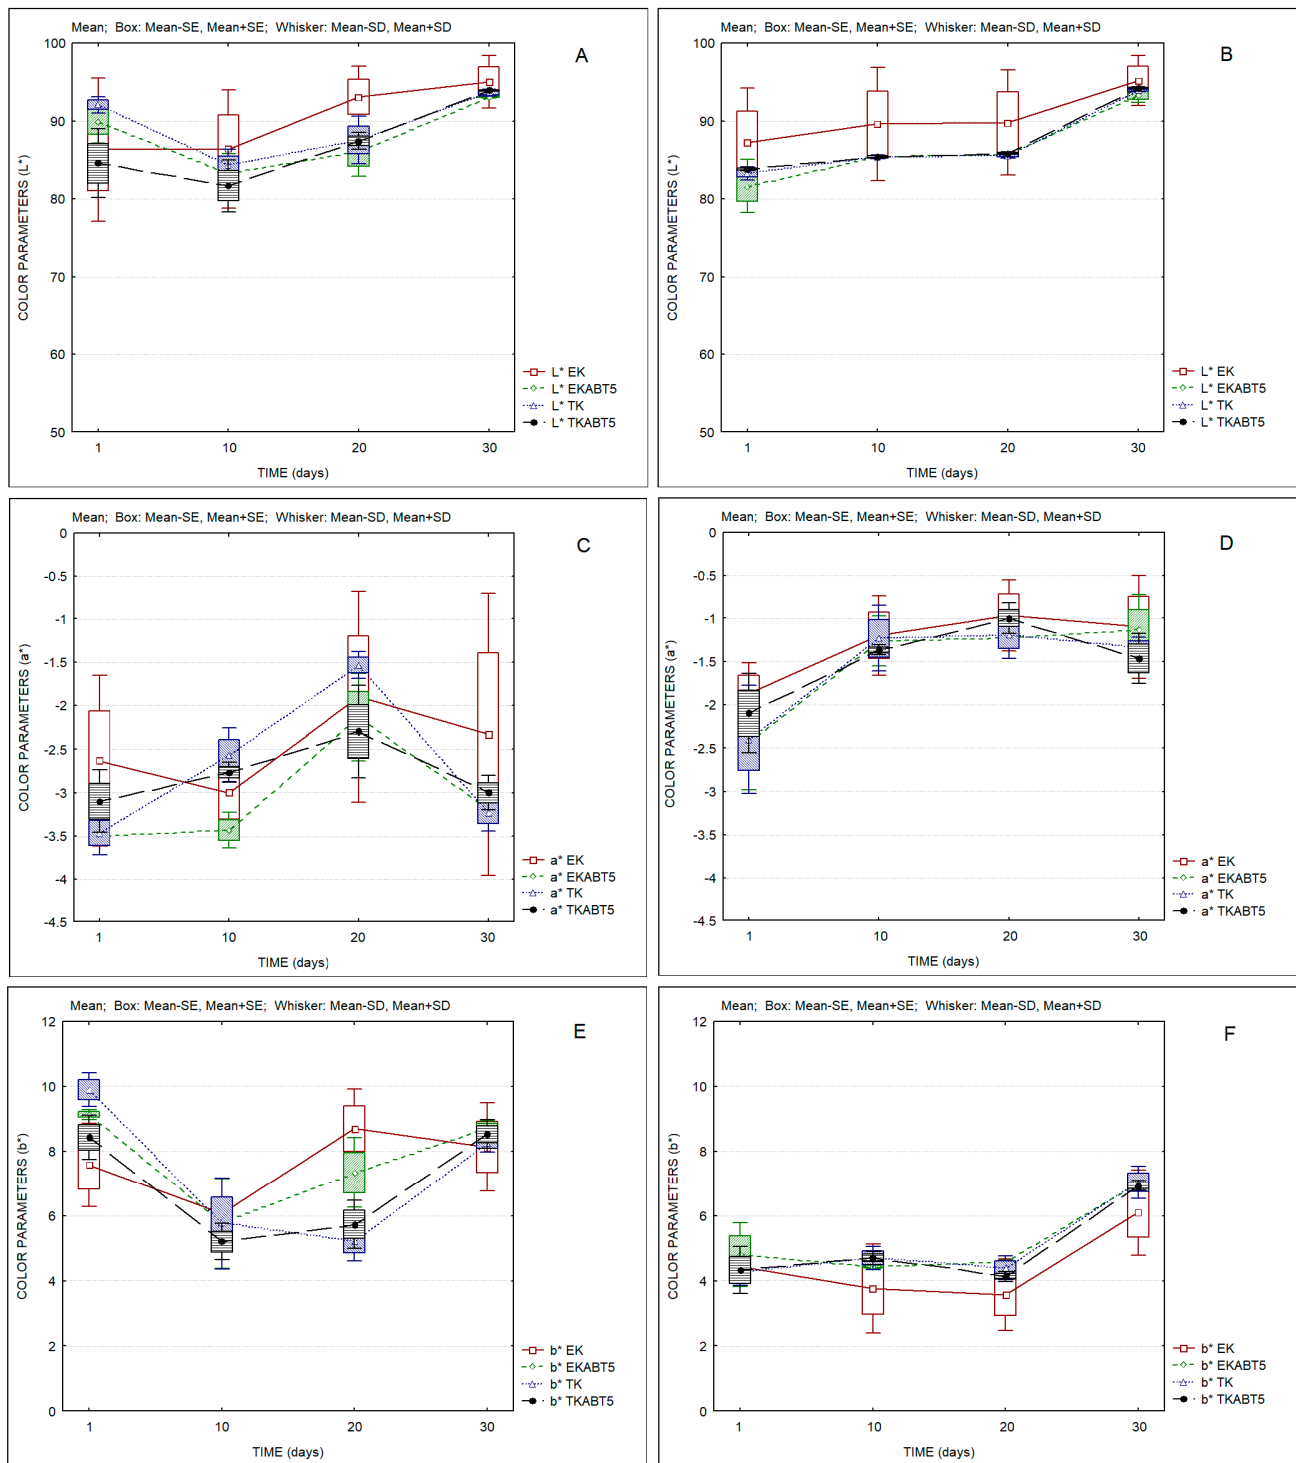 Mean; Box: Mean-SE, Mean+SE; Whisker: Mean-SD, Mean+SD
A
COLOR PARAMETERS (L*)
100
90
80
70
60
50
1 10 20 30
TIME (days)
L* EK
L* EKABT5
L* TK
L* TKABT5
Mean; Box: Mean-SE, Mean+SE; Whisker: Mean-SD, Mean+SD
B
COLOR PARAMETERS (L*)
100
90
80
70
60
50
1 10 20 30
TIME (days)
L* EK
L* EKABT5
L* TK
L* TKABT5
Mean; Box: Mean-SE, Mean+SE; Whisker: Mean-SD, Mean+SD
C
COLOR PARAMETERS (a*)
0
-0.5
-1
-1.5
-2
-2.5
-3
-3.5
-4
-4.5
1 10 20 30
TIME (days)
a* EK
a* EKABT5
a* TK
a* TKABT5
Mean; Box: Mean-SE, Mean+SE; Whisker: Mean-SD, Mean+SD
D
COLOR PARAMETERS (a*)
0
-0.5
-1
-1.5
-2
-2.5
-3
-3.5
-4
-4.5
1 10 20 30
TIME (days)
a* EK
a* EKABT5
a* TK
a* TKABT5
Mean; Box: Mean-SE, Mean+SE; Whisker: Mean-SD, Mean+SD
E
COLOR PARAMETERS (b*)
12
10
8
6
4
2
0
1 10 20 30
TIME (days)
b* EK
b* EKABT5
b* TK
b* TKABT5
Mean; Box: Mean-SE, Mean+SE; Whisker: Mean-SD, Mean+SD
F
COLOR PARAMETERS (b*)
12
10
8
6
4
2
0
1 10 20 30
TIME (days)
b* EK
b* EKABT5
b* TK
b* TKABT5